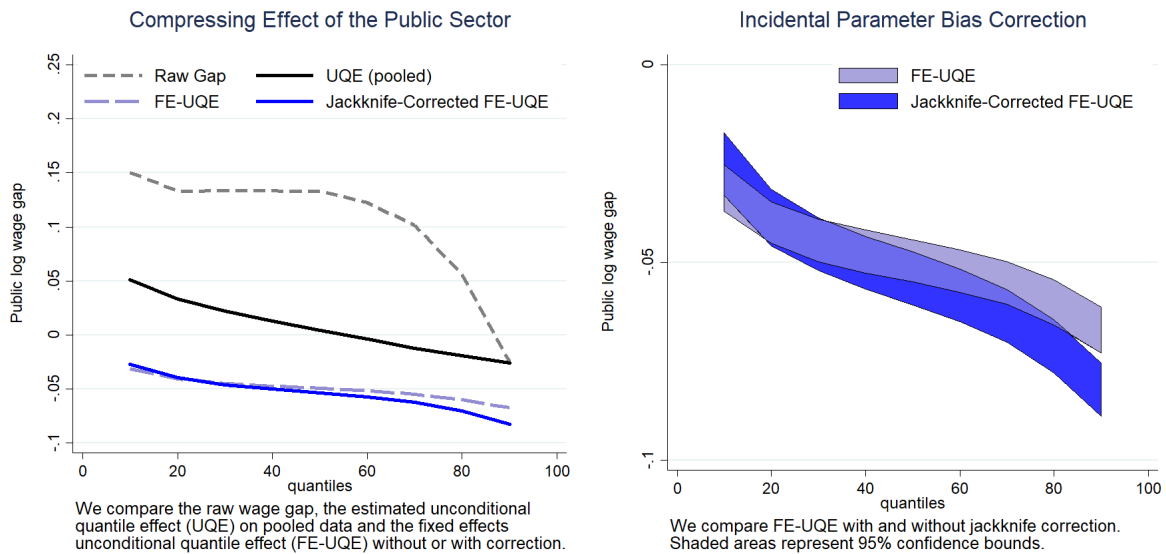 Compressing Effect of the Public Sector
Public log wage gap
.25
.2
.15
.1
.05
0
-.05
-.1
Raw Gap
UQE (pooled)
FE-UQE
Jackknife-Corrected FE-UQE
0 20 40 60 80 100
quantiles
We compare the raw wage gap, the estimated unconditional
quantile effect (UQE) on pooled data and the fixed effects
unconditional quantile effect (FE-UQE) without or with correction.
Incidental Parameter Bias Correction
Public log wage gap
0
-.05
-.1
FE-UQE
Jackknife-Corrected FE-UQE
0 20 40 60 80 100
quantiles
We compare FE-UQE with and without jackknife correction.
Shaded areas represent 95% confidence bounds.